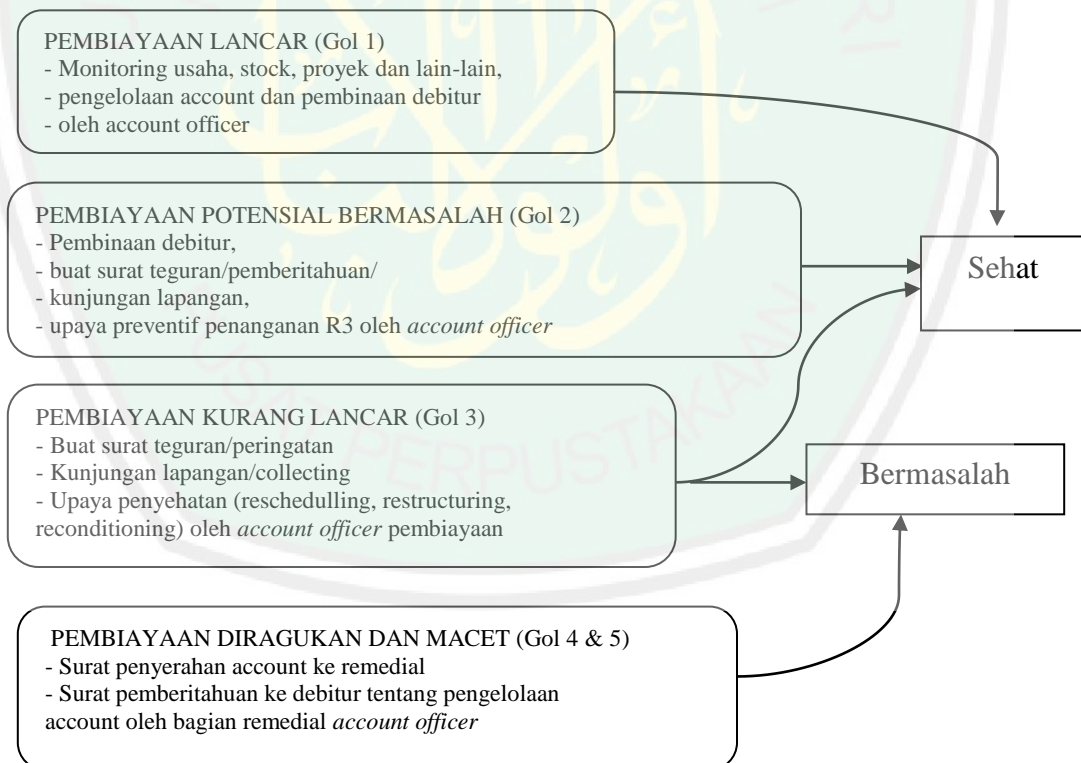 PEMBIAYAAN LANCAR (Gol 1)
- Monitoring usaha, stock, proyek dan lain-lain,
- pengelolaan account dan pembinaan debitur
- oleh account officer
PEMBIAYAAN POTENSIAL BERMASALAH (Gol 2)
- Pembinaan debitur,
- buat surat teguran/pemberitahuan/
- kunjungan lapangan,
- upaya preventif penanganan R3 oleh account officer
Sehat
PEMBIAYAAN KURANG LANCAR (Gol 3)
- Buat surat teguran/peringatan
- Kunjungan lapangan/collecting
- Upaya penyehatan (reschedulling, restructuring,
reconditioning) oleh account officer pembiayaan
Bermasalah
PEMBIAYAAN DIRAGUKAN DAN MACET (Gol 4 & 5)
- Surat penyerahan account ke remedial
- Surat pemberitahuan ke debitur tentang pengelolaan
account oleh bagian remedial account officer
PUSAT PERPUSTAKAAN